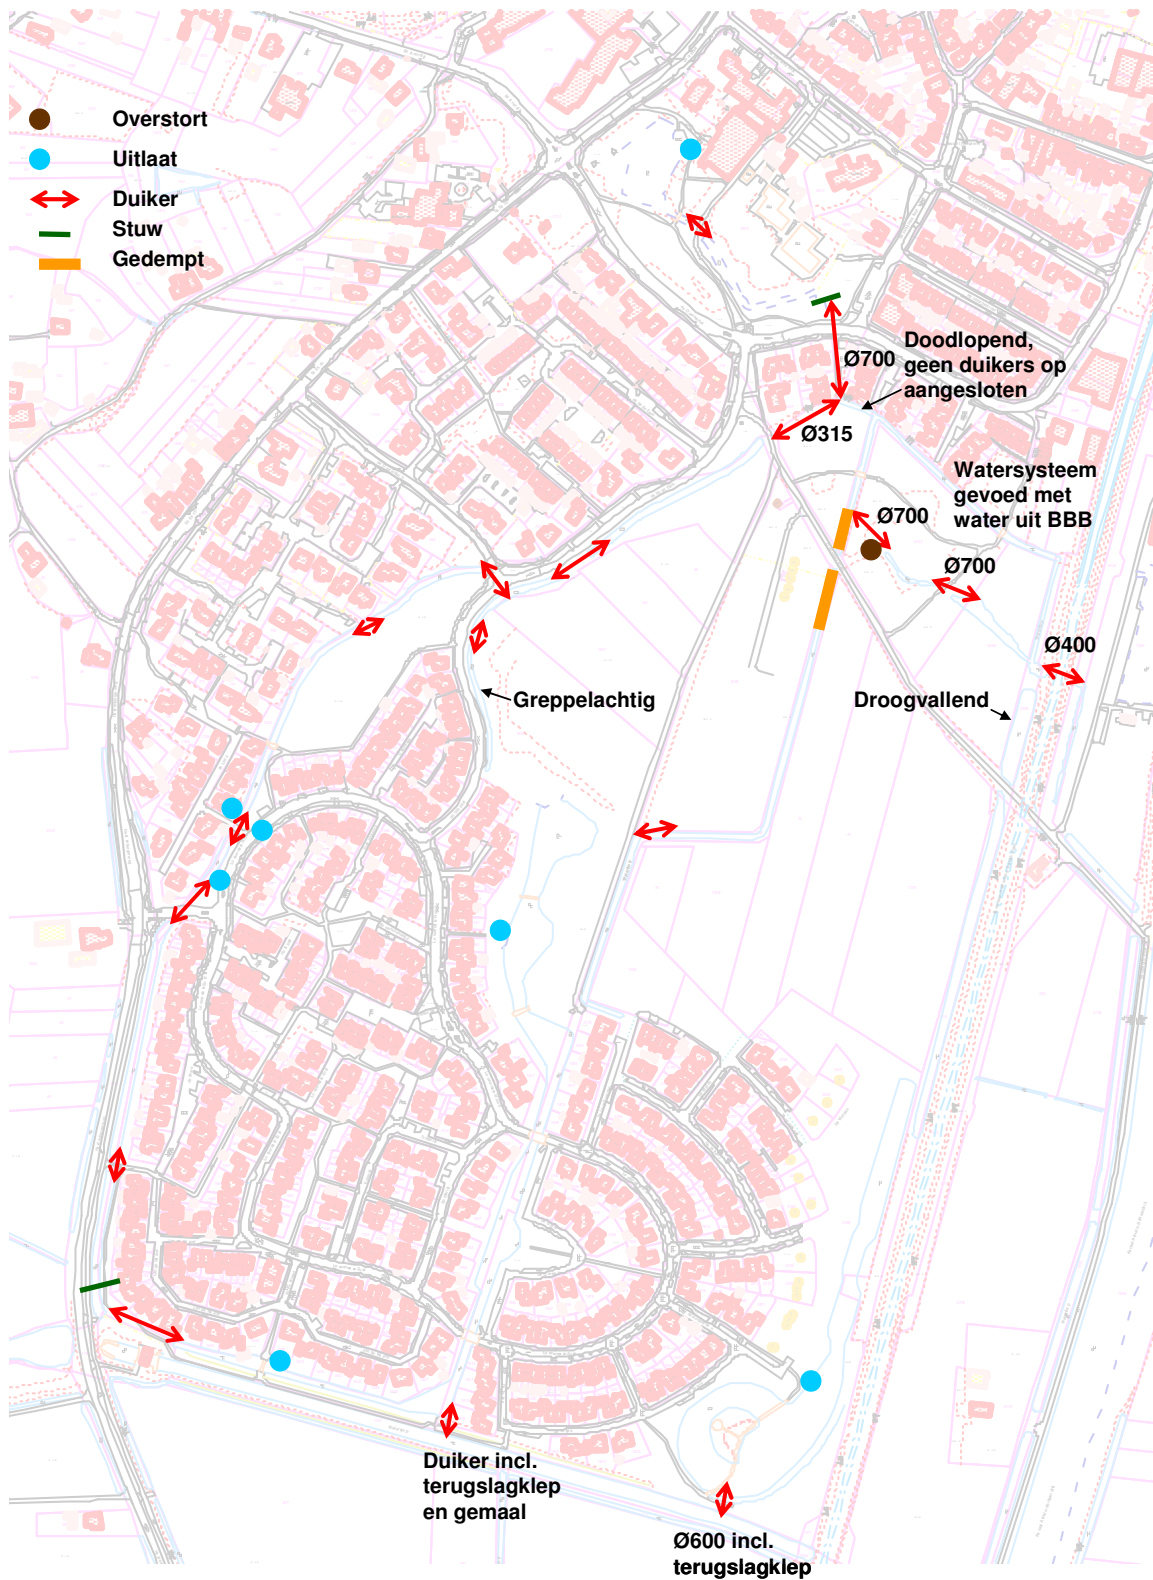 Overstort
Uitlaat
Duiker
Stuw
Gedempt
Doodlopend,
geen duikers op
aangesloten
Ø700
Ø315
Watersysteem
gevoed met
water uit BBB
Ø700
Ø700
Ø400
Greppelachtig
Droogvallend
Duiker incl.
terugslagklep
en gemaal
Ø600 incl.
terugslagklep